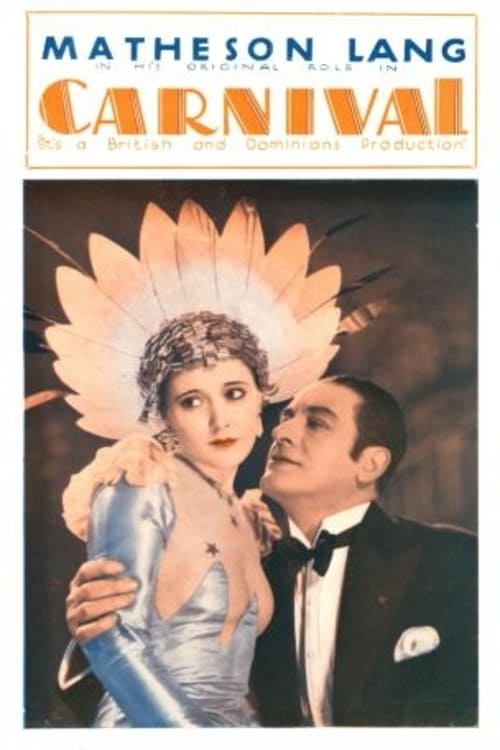 MATHESON LANG
IN HIS ORIGINAL ROLE IN
CARNIVAL
"It's a British and Dominions Production"